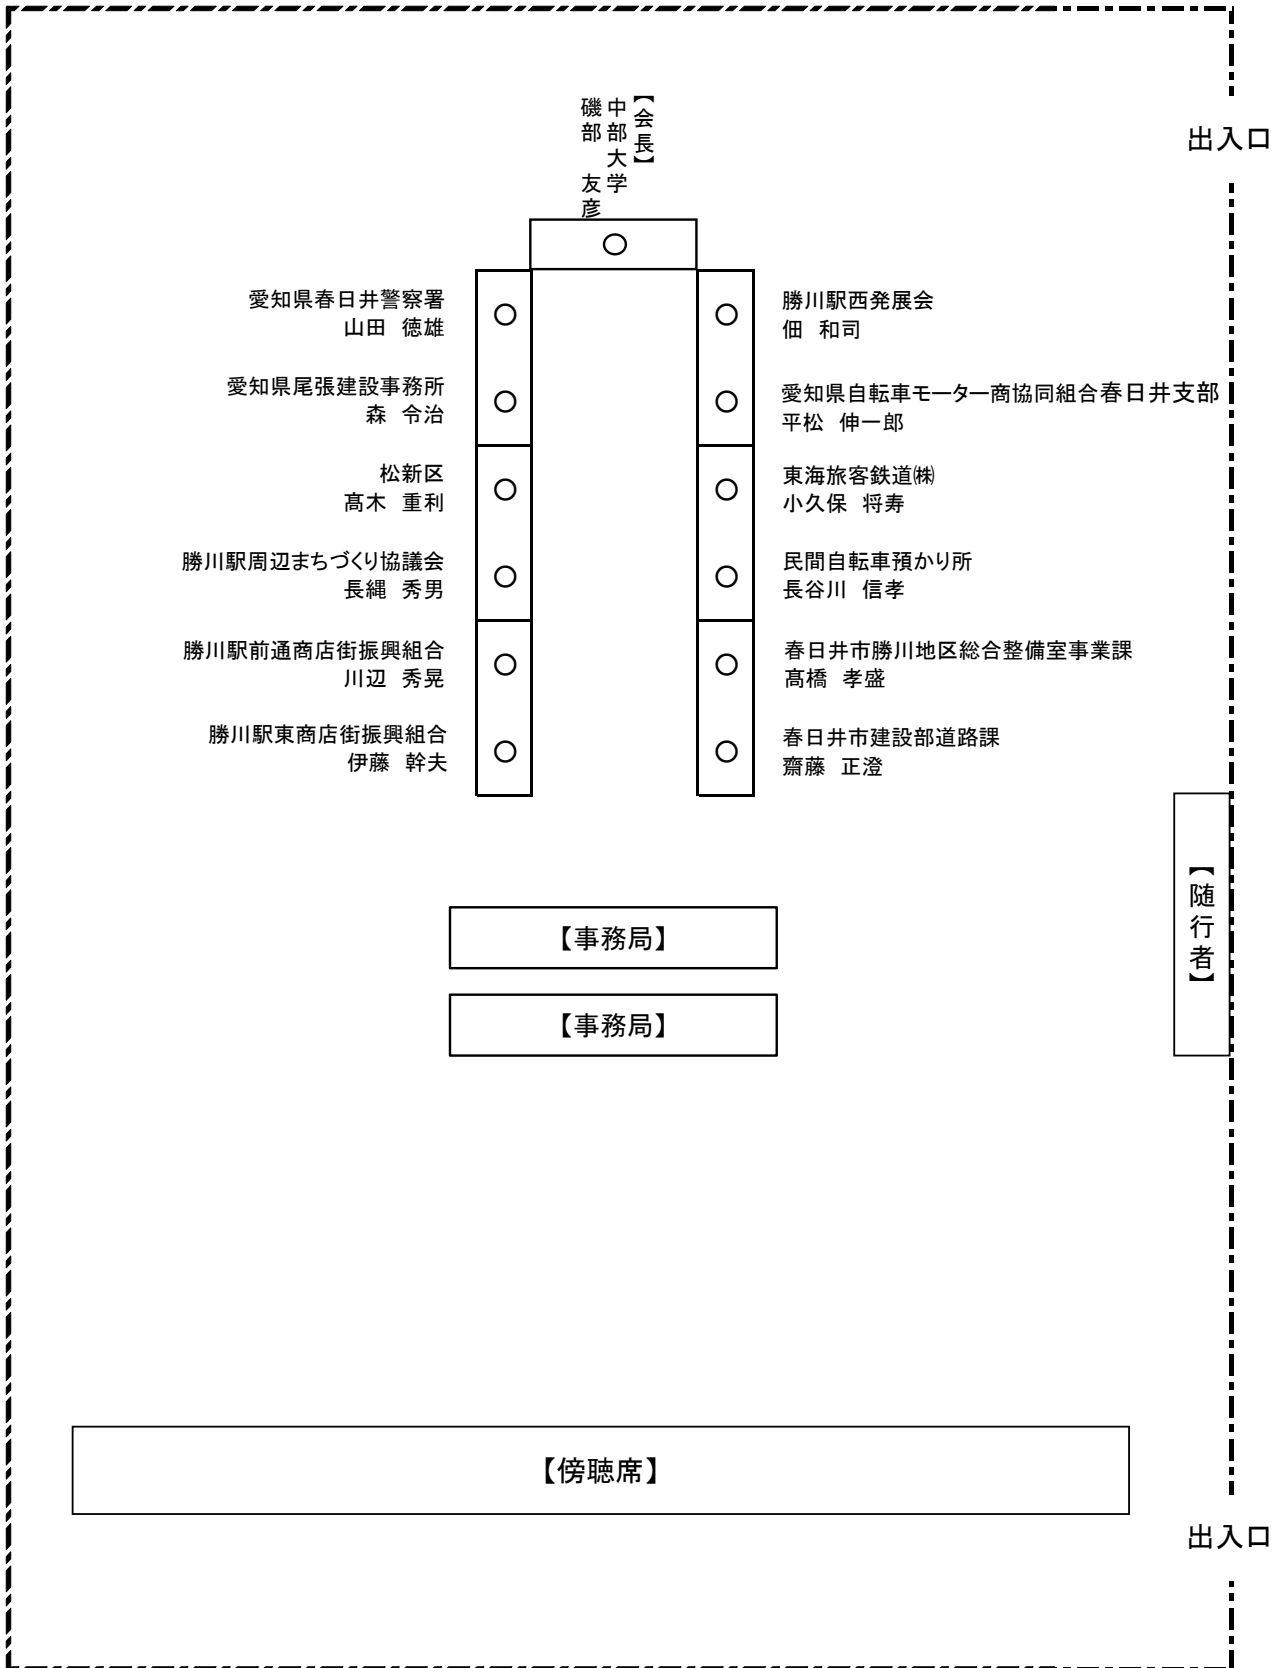 【会長】
中部大学
磯部　友彦
出入口
愛知県春日井警察署
山田　徳雄
愛知県尾張建設事務所
森　令治
松新区
髙木　重利
勝川駅周辺まちづくり協議会
長縄　秀男
勝川駅前通商店街振興組合
川辺　秀晃
勝川駅東商店街振興組合
伊藤　幹夫
勝川駅西発展会
佃　和司
愛知県自転車モーター商協同組合春日井支部
平松　伸一郎
東海旅客鉄道㈱
小久保　将寿
民間自転車預かり所
長谷川　信孝
春日井市勝川地区総合整備室事業課
髙橋　孝盛
春日井市建設部道路課
齋藤　正澄
【随行者】
【事務局】
【事務局】
【傍聴席】
出入口